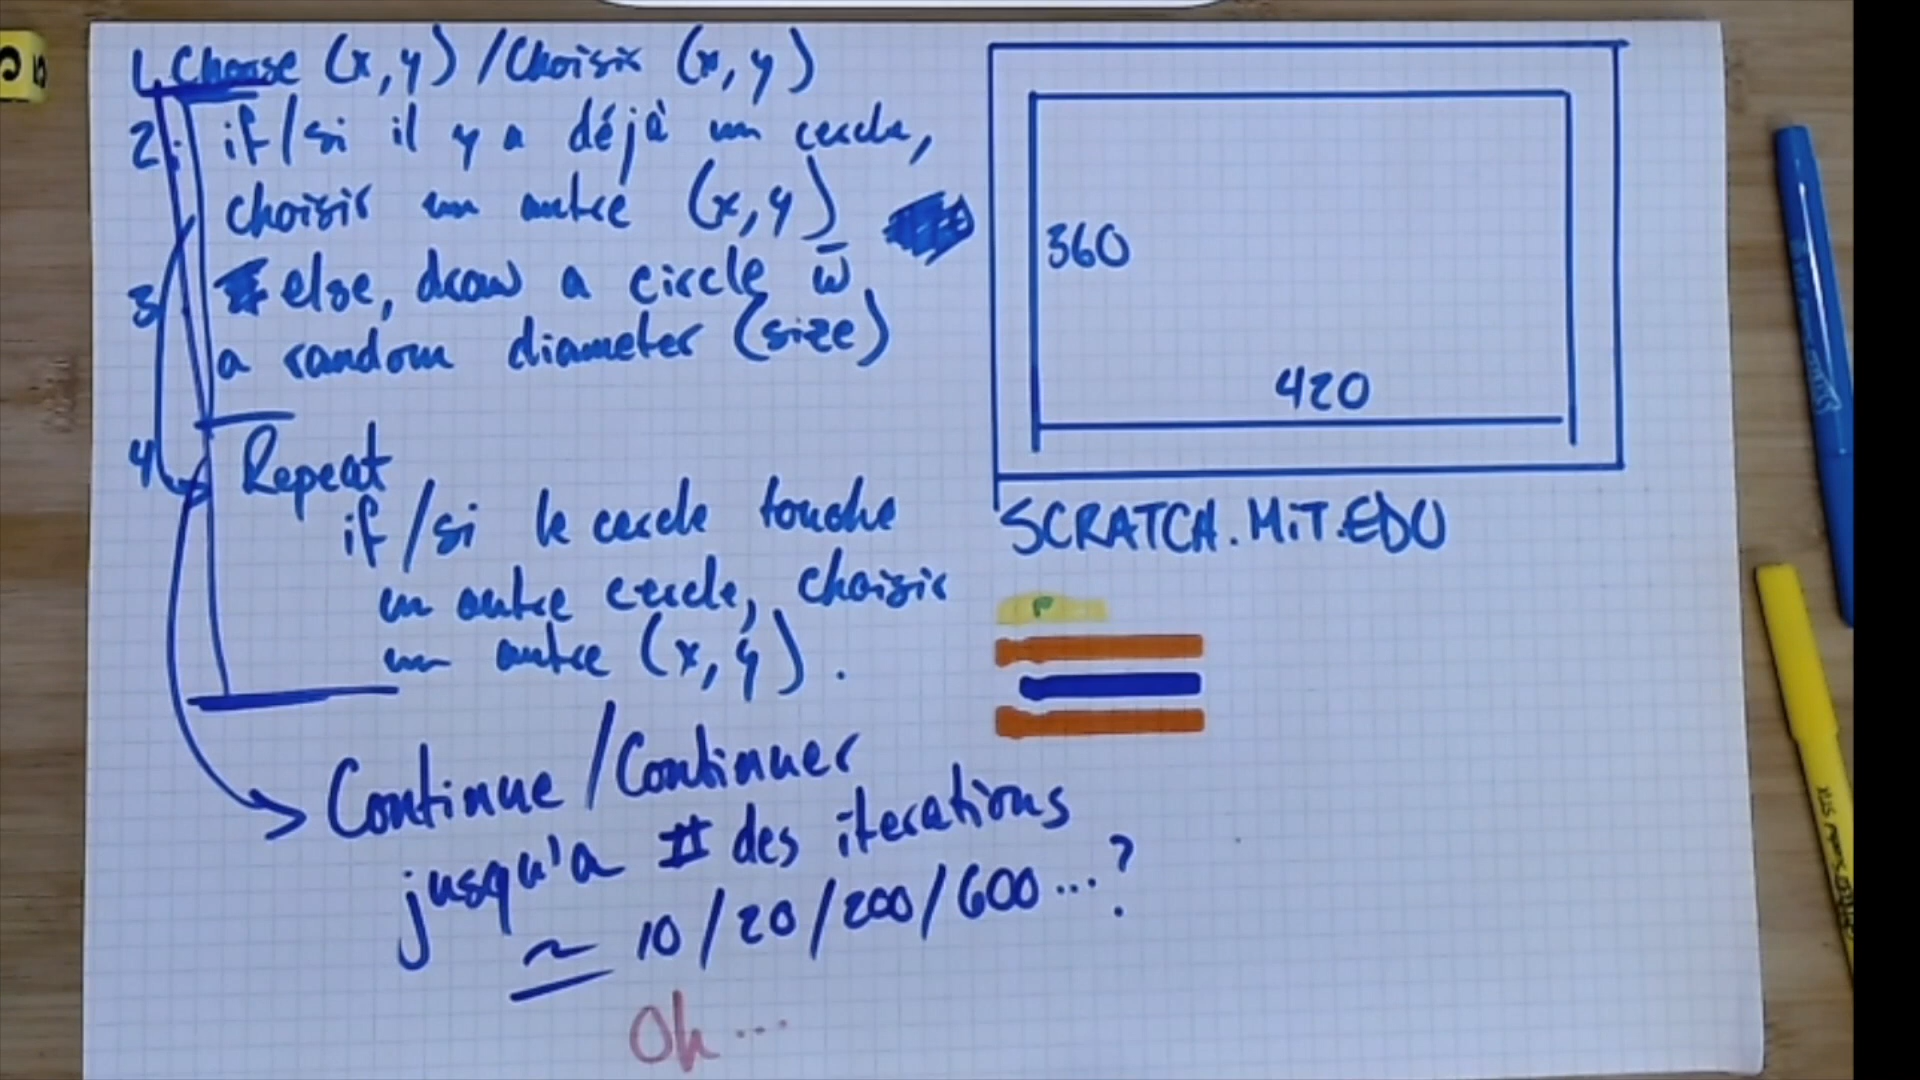 1. Choose (x,y) / Choisir (x,y)
2. if/si il y a déjà un cercle,
choisir un autre (x,y)
3. else, draw a circle w̄
a random diameter (size)
4. Repeat
if/si le cercle touche
un autre cercle, choisir
un autre (x,y).
Continue / Continuer
jusqu'a # des iterations
~ 10/20/200/600...?
Oh...
360
420
SCRATCH.MiT.EDU